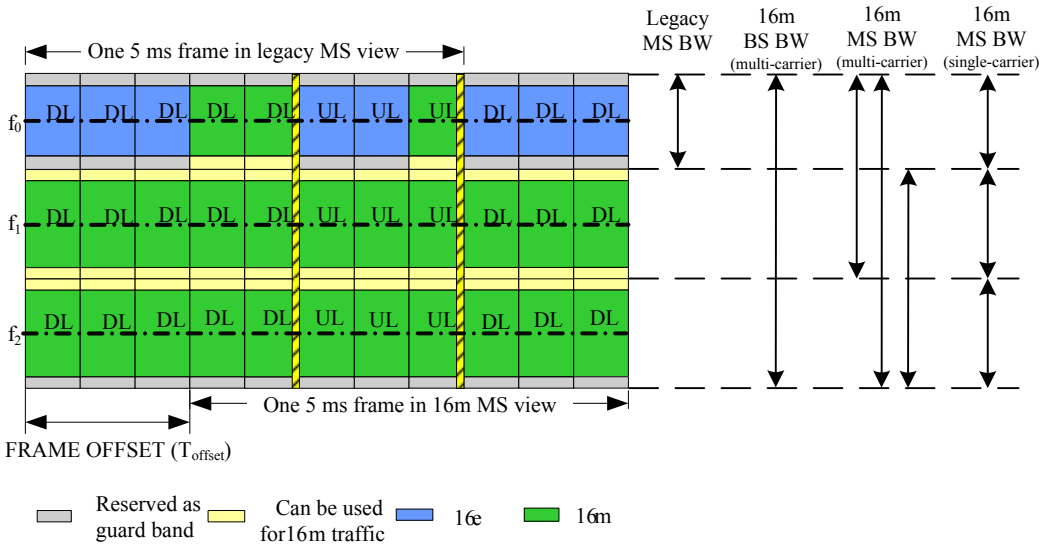 Legacy
MS BW
16m
BS BW
(multi-carrier)
16m
MS BW
(multi-carrier)
16m
MS BW
(single-carrier)
One 5 ms frame in legacy MS view
f0 DL DL DL DL DL UL UL UL DL DL DL
f1 DL DL DL DL DL UL UL UL DL DL DL
f2 DL DL DL DL DL UL UL UL DL DL DL
One 5 ms frame in 16m MS view
FRAME OFFSET (Toffset)
Reserved as
guard band
Can be used
for16m traffic
16e
16m